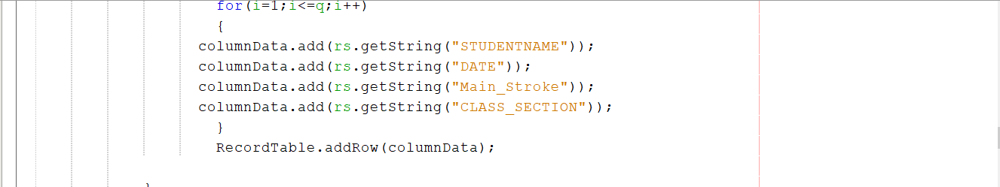 for(i=1;i<=q;i++)
{
columnData.add(rs.getString("STUDENTNAME"));
columnData.add(rs.getString("DATE"));
columnData.add(rs.getString("Main_Stroke"));
columnData.add(rs.getString("CLASS_SECTION"));
}
RecordTable.addRow(columnData);
}